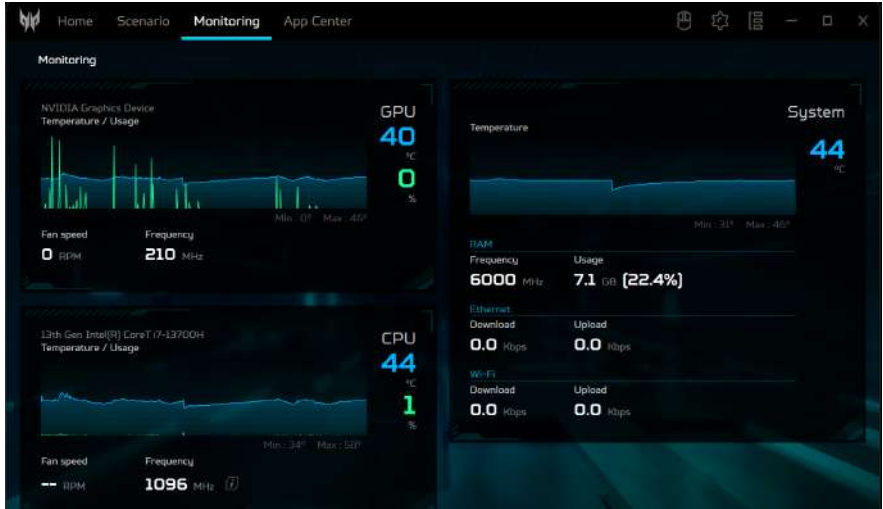 Home Scenario Monitoring App Center
Monitoring
NVIDIA Graphics Device
Temperature / Usage
GPU
40
°C
0
%
Min : 0° Max : 46°
Fan speed Frequency
0 RPM 210 MHz
13th Gen Intel(R) CoreT i7-13700H
Temperature / Usage
CPU
44
°C
1
%
Min : 34° Max : 58°
Fan speed Frequency
-- RPM 1096 MHz
System
Temperature
44
°C
Min : 31° Max : 46°
RAM
Frequency Usage
6000 MHz 7.1 GB (22.4%)
Ethernet
Download Upload
0.0 Kbps 0.0 Kbps
Wi-Fi
Download Upload
0.0 Kbps 0.0 Kbps